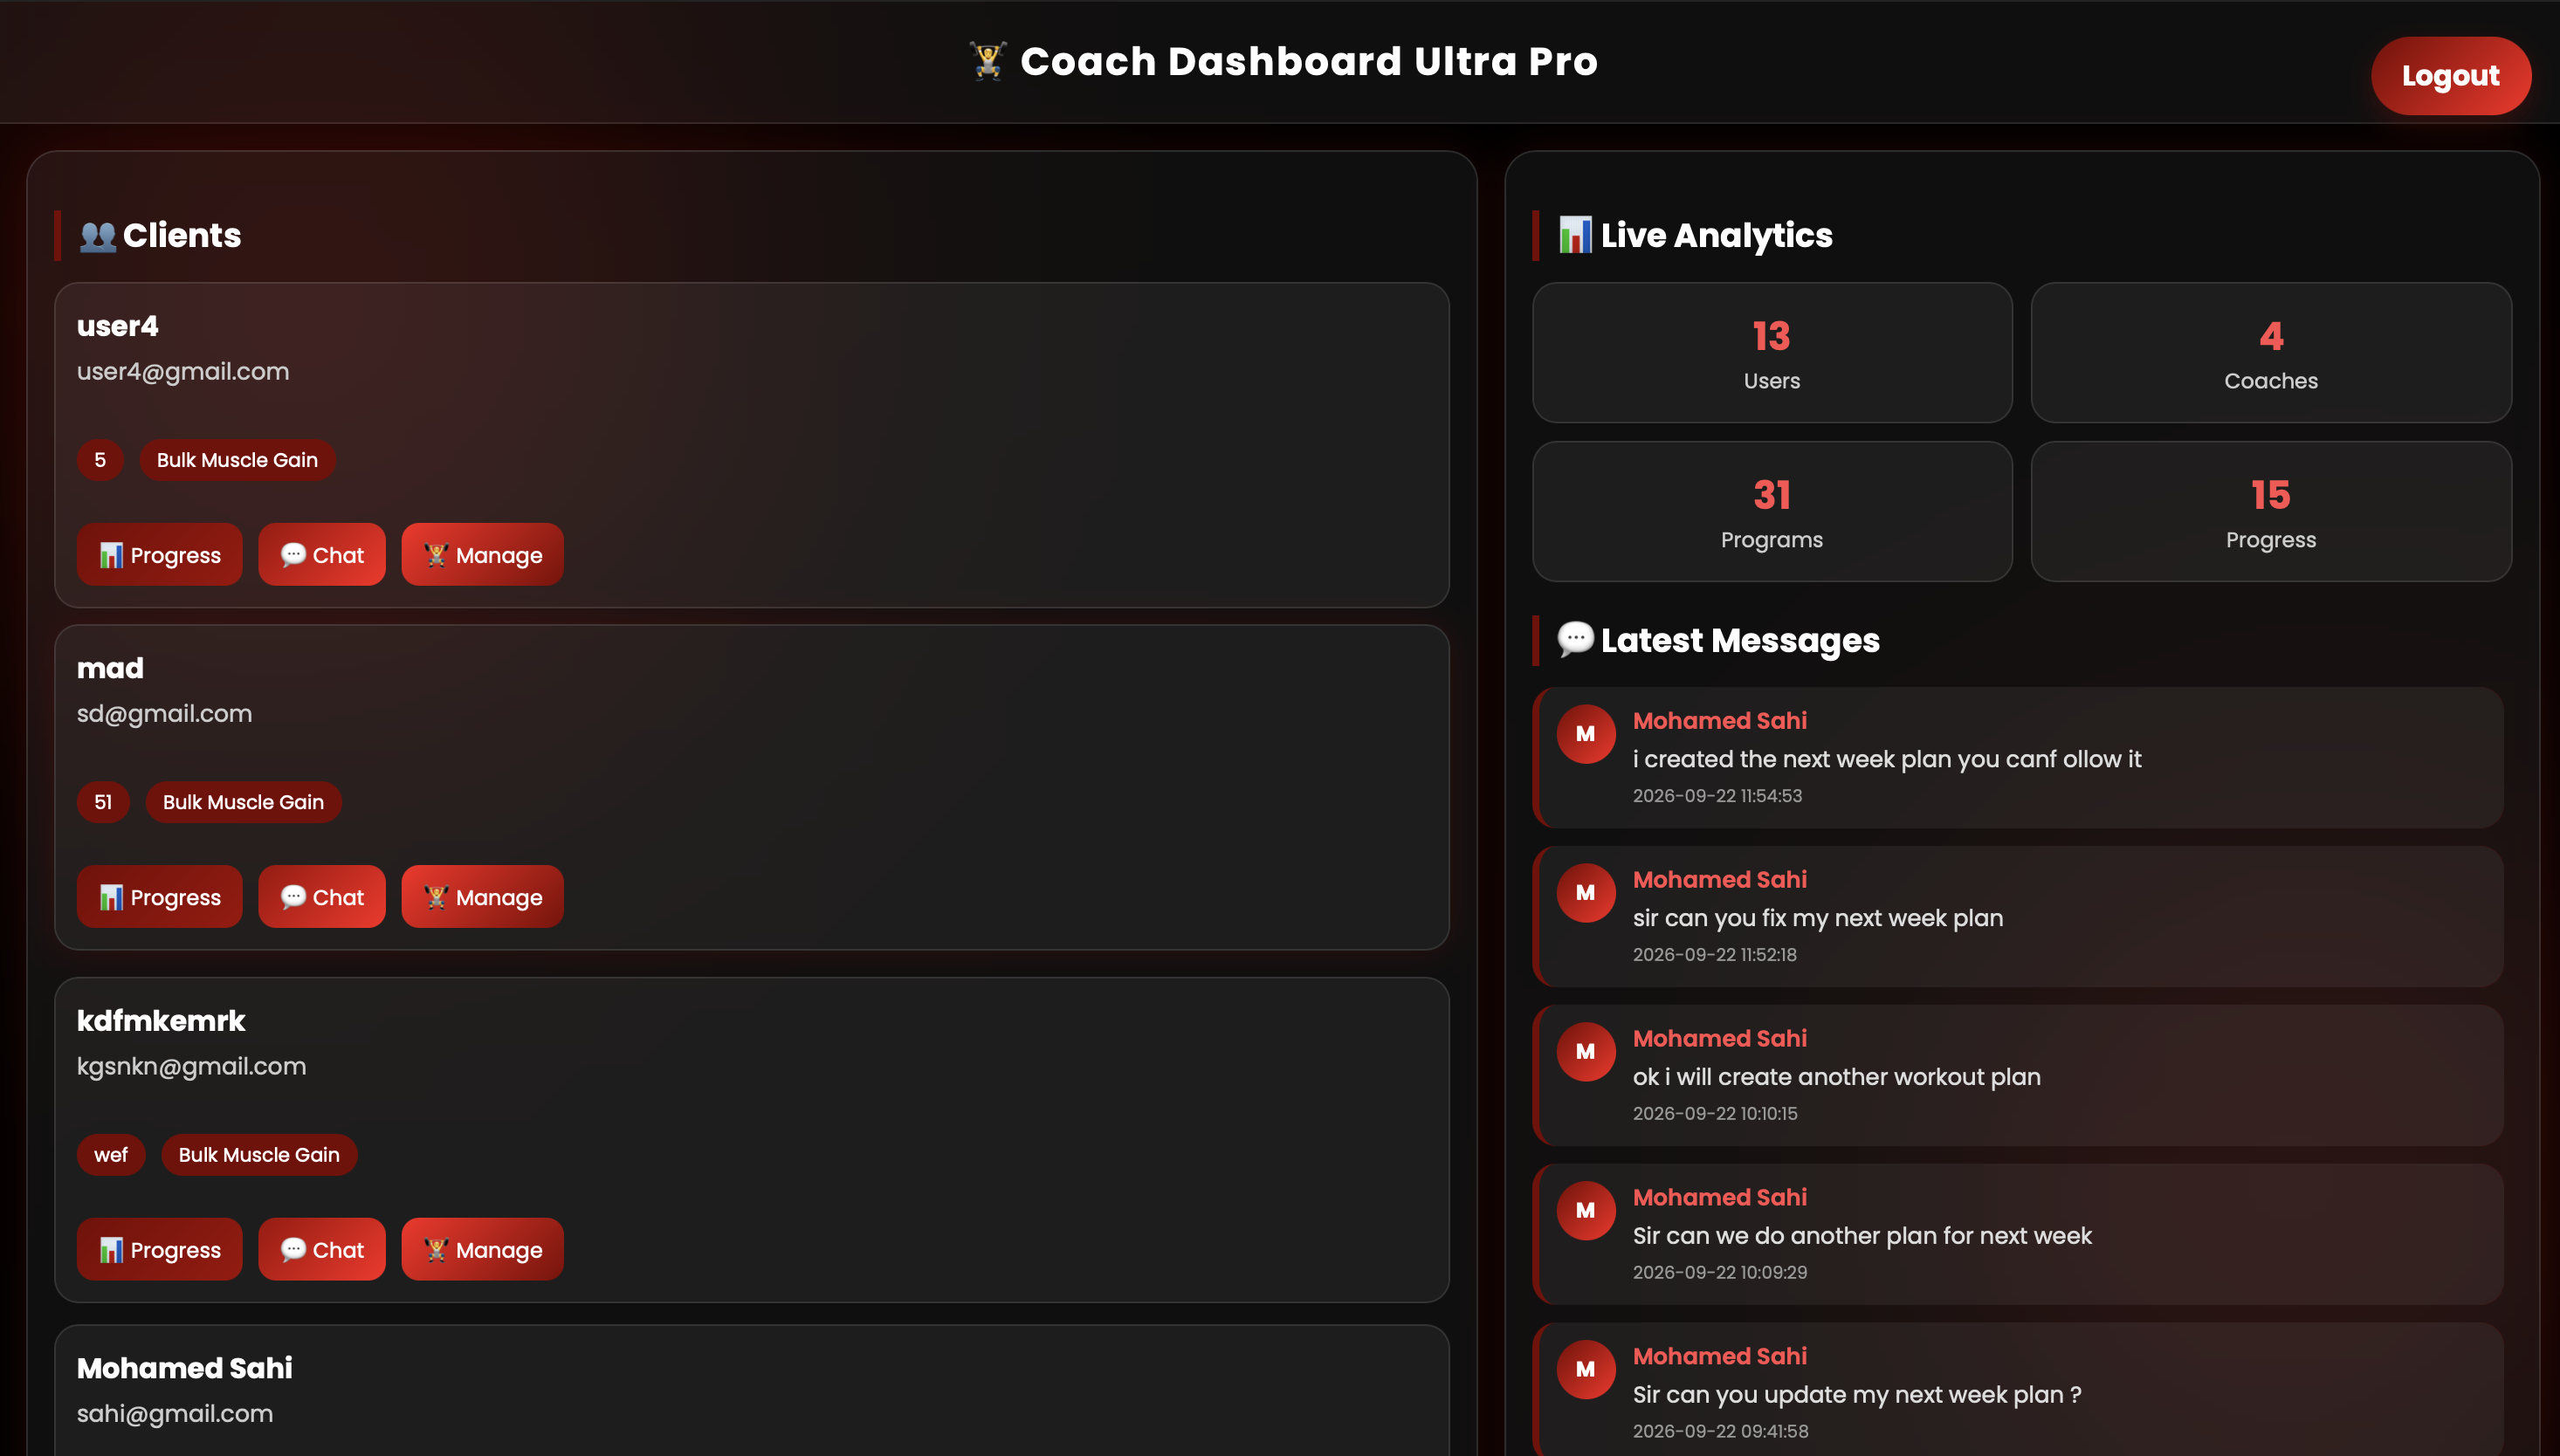 Coach Dashboard Ultra Pro
Logout
Clients
user4
user4@gmail.com
5 Bulk Muscle Gain
Progress Chat Manage
mad
sd@gmail.com
51 Bulk Muscle Gain
Progress Chat Manage
kdfmkemrk
kgsnkn@gmail.com
wef Bulk Muscle Gain
Progress Chat Manage
Mohamed Sahi
sahi@gmail.com
Live Analytics
13
Users
4
Coaches
31
Programs
15
Progress
Latest Messages
M
Mohamed Sahi
i created the next week plan you canf ollow it
2026-09-22 11:54:53
M
Mohamed Sahi
sir can you fix my next week plan
2026-09-22 11:52:18
M
Mohamed Sahi
ok i will create another workout plan
2026-09-22 10:10:15
M
Mohamed Sahi
Sir can we do another plan for next week
2026-09-22 10:09:29
M
Mohamed Sahi
Sir can you update my next week plan ?
2026-09-22 09:41:58